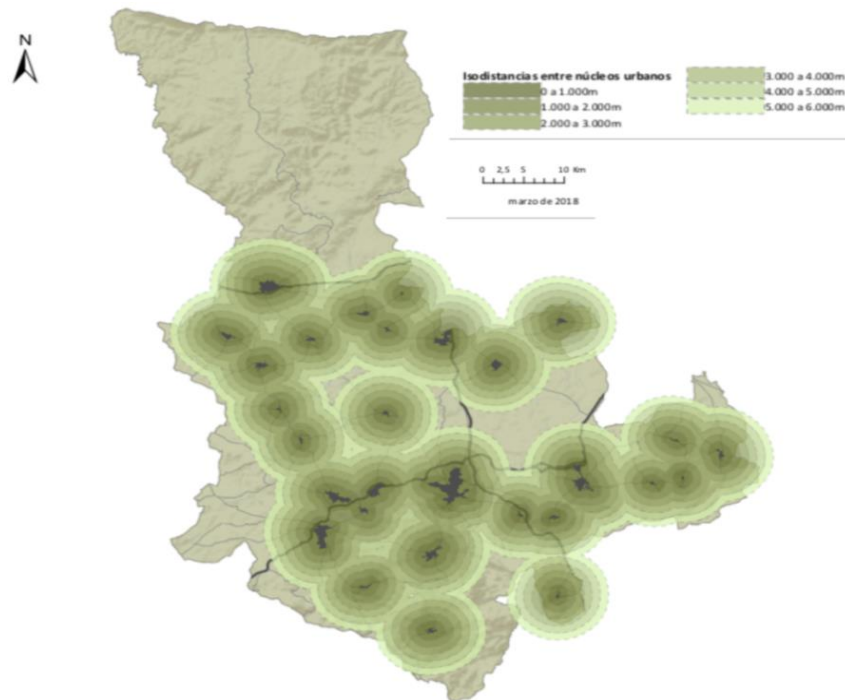 N
Isodistancias entre núcleos urbanos
0 a 1.000m
1.000 a 2.000m
2.000 a 3.000m
3.000 a 4.000m
4.000 a 5.000m
5.000 a 6.000m
0 2,5 5 10 Km
marzo de 2018